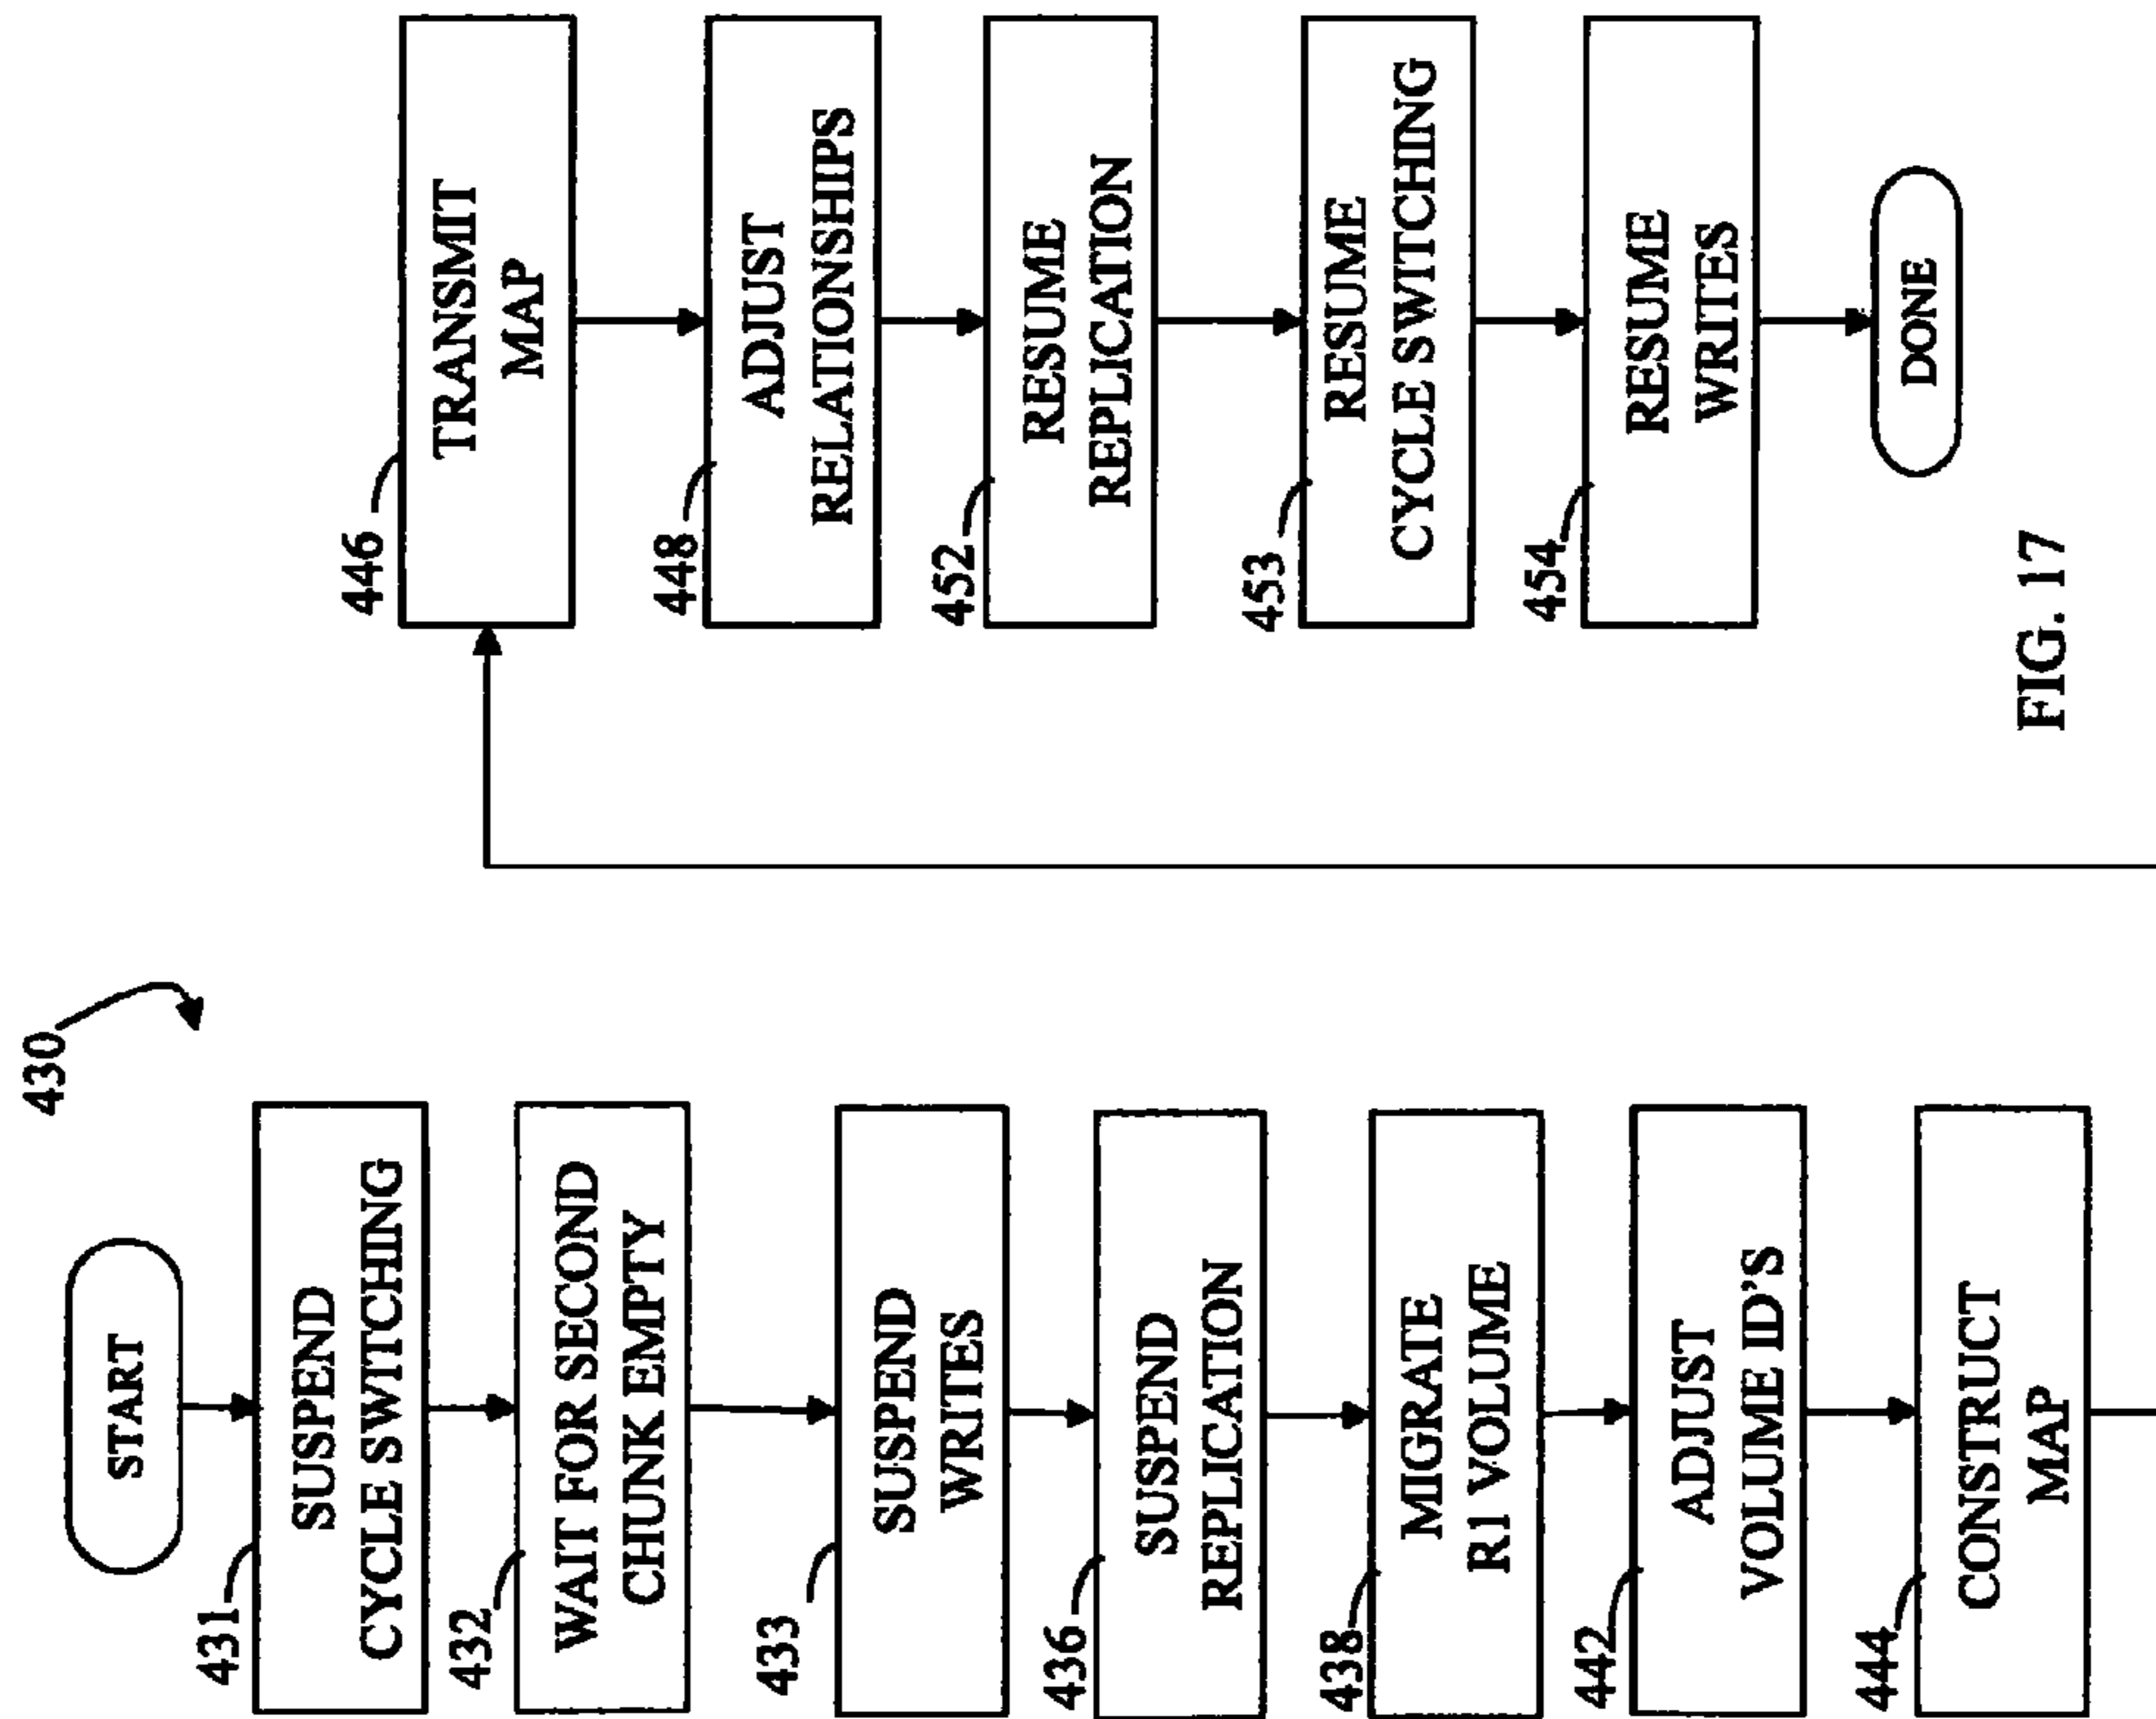 430
START
431
SUSPEND
CYCLE SWITCHING
432
WAIT FOR SECOND
CHUNK EMPTY
433
SUSPEND
WRITES
436
SUSPEND
REPLICATION
438
MIGRATE
R1 VOLUME
442
ADJUST
VOLUME ID'S
444
CONSTRUCT
MAP
446
TRANSMIT
MAP
448
ADJUST
RELATIONSHIPS
452
RESUME
REPLICATION
453
RESUME
CYCLE SWITCHING
454
RESUME
WRITES
DONE
FIG. 17